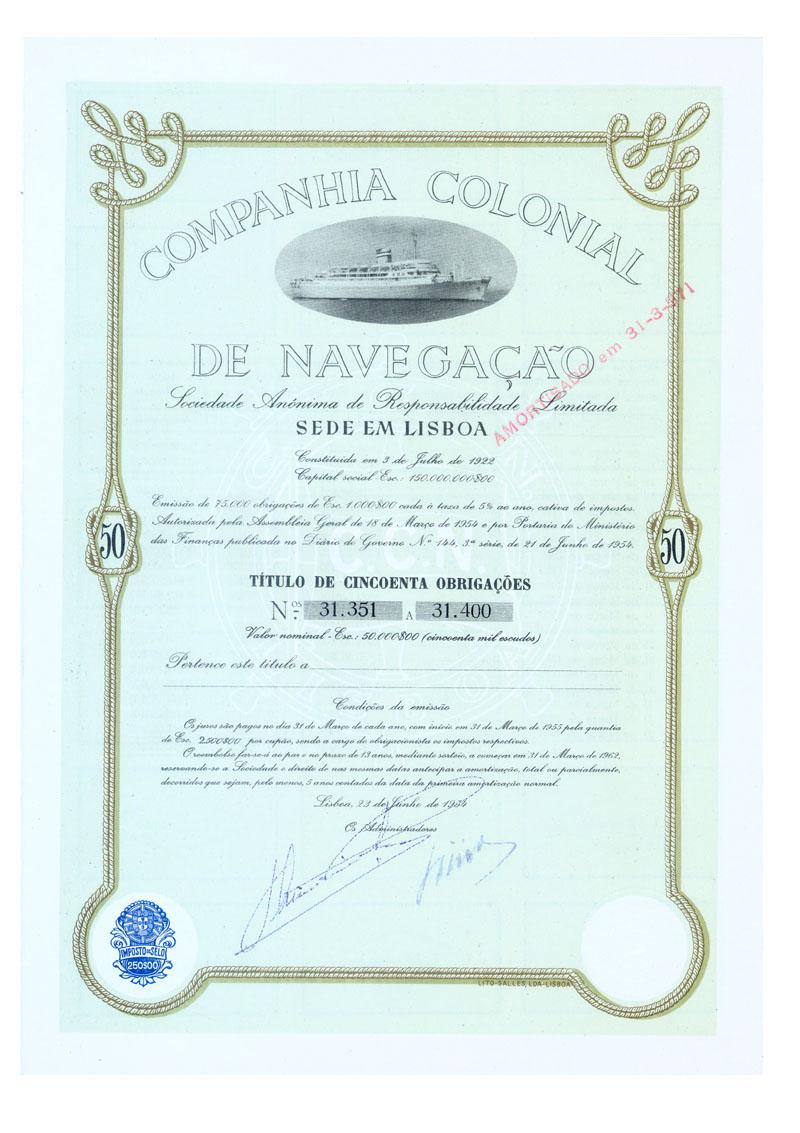 COMPANHIA COLONIAL
DE NAVEGAÇÃO
AMORTISADO em 31-3-971
Sociedade Anônima de Responsabilidade Limitada
SEDE EM LISBOA
Constituida em 3 de Julho de 1922
Capital social Esc.: 150.000.000$00
Emissão de 75.000 obrigações de Esc. 1.000$00 cada à taxa de 5% ao ano, cativa de impostos.
Autorizada pela Assembleia Geral de 18 de Março de 1954 e por Portaria do Ministério
das Finanças publicada no Diário do Governo N.º 144, 3.ª série, de 21 de Junho de 1954.
50
50
C.C.N.
TÍTULO DE CINCOENTA OBRIGAÇÕES
Nos. 31.351 A 31.400
Valor nominal - Esc.: 50.000$00 (cincoenta mil escudos)
Pertence este título a
Condições da emissão
Os juros são pagos no dia 31 de Março de cada ano, com início em 31 de Março de 1955 pela quantia
de Esc. 2.500$00 por cupão, sendo a cargo do obrigacionista os impostos respectivos.
O reembolso far-se-á ao par e no prazo de 13 anos, mediante sorteio, a começar em 31 de Março de 1962,
reservando-se a Sociedade o direito de nas mesmas datas antecipar a amortização, total ou parcialmente,
decorridos que sejam, pelo menos, 5 anos contados da data da primeira amortização normal.
Lisboa, 23 de Junho de 1954
Os Administradores
IMPOSTO DO SELO
250$00
LITO-SALLES, LDA-LISBOA